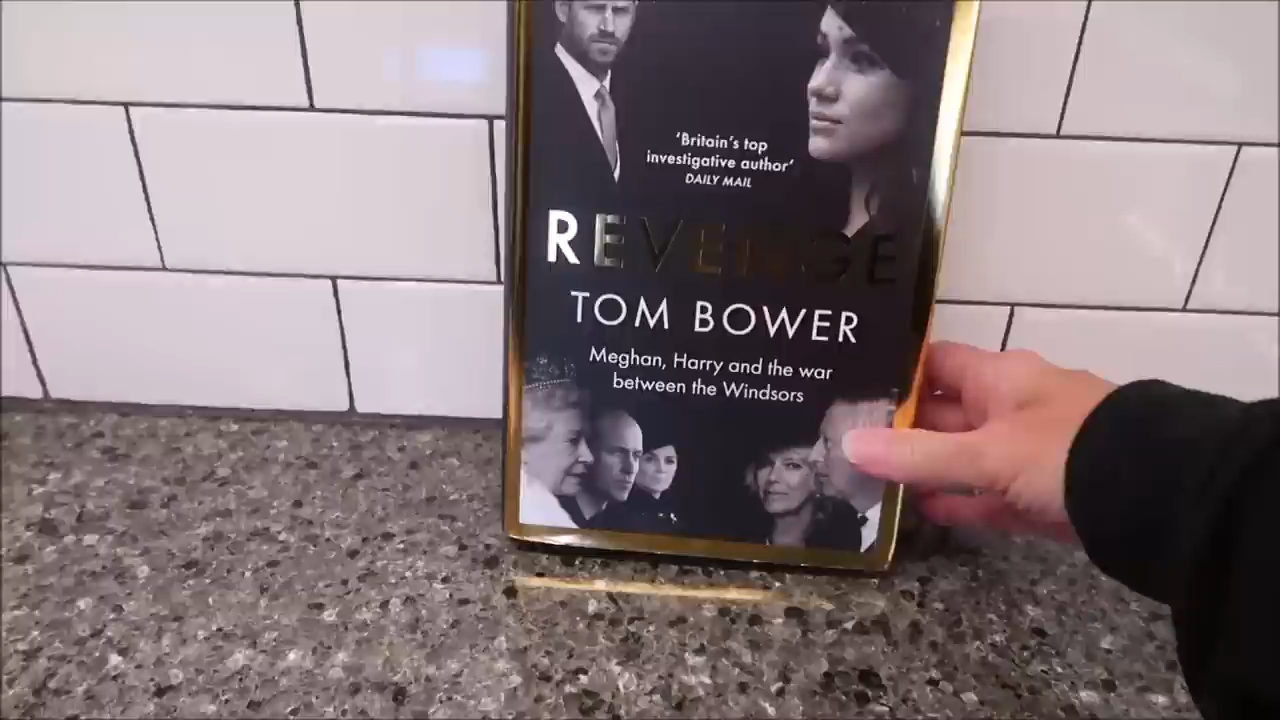 'Britain's top
investigative author'
DAILY MAIL
REVENGE
TOM BOWER
Meghan, Harry and the war
between the Windsors